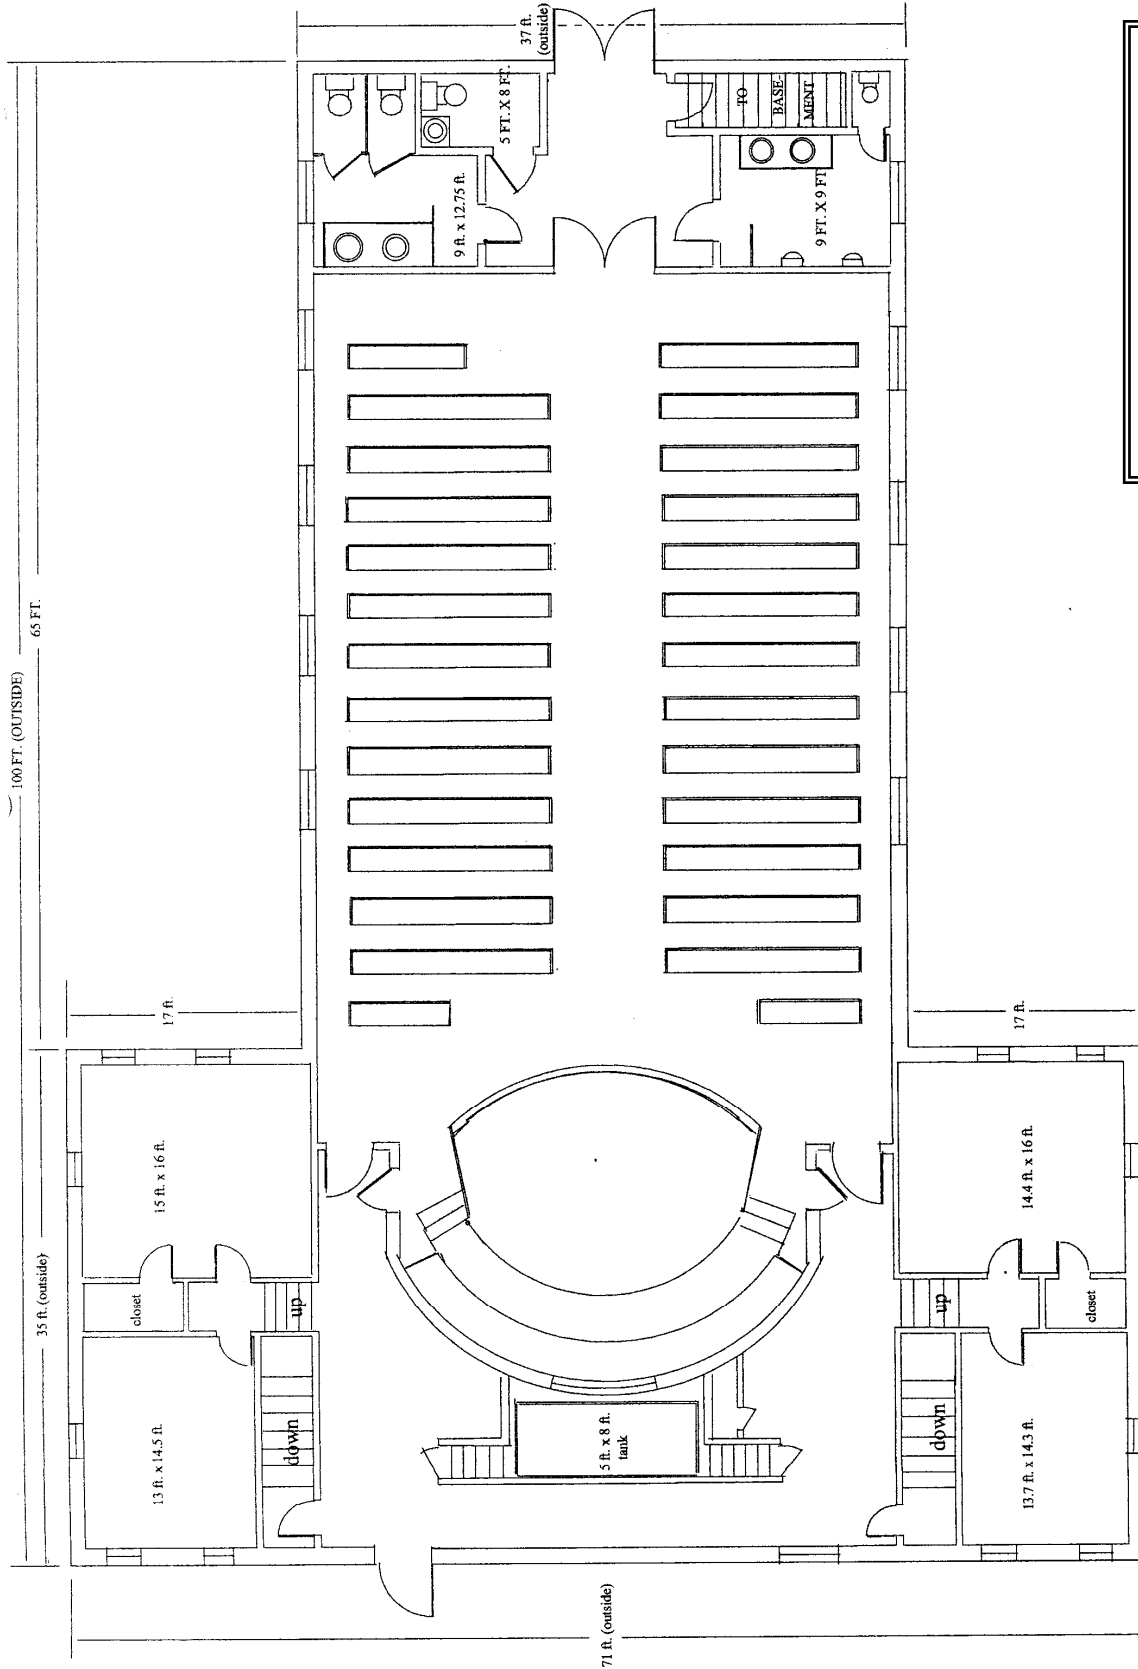 37 ft.
(outside)
100 FT. (OUTSIDE)
65 FT.
5 FT. X 8 FT.
TO
BASE-
MENT
9 ft. x 12.75 ft.
9 FT. X 9 FT
17 ft.
17 ft.
15 ft. x 16 ft.
14.4 ft. x 16 ft.
35 ft. (outside)
closet
up
up
closet
13 ft. x 14.5 ft.
down
5 ft. x 8 ft.
tank
down
13.7 ft. x 14.3 ft.
71 ft. (outside)